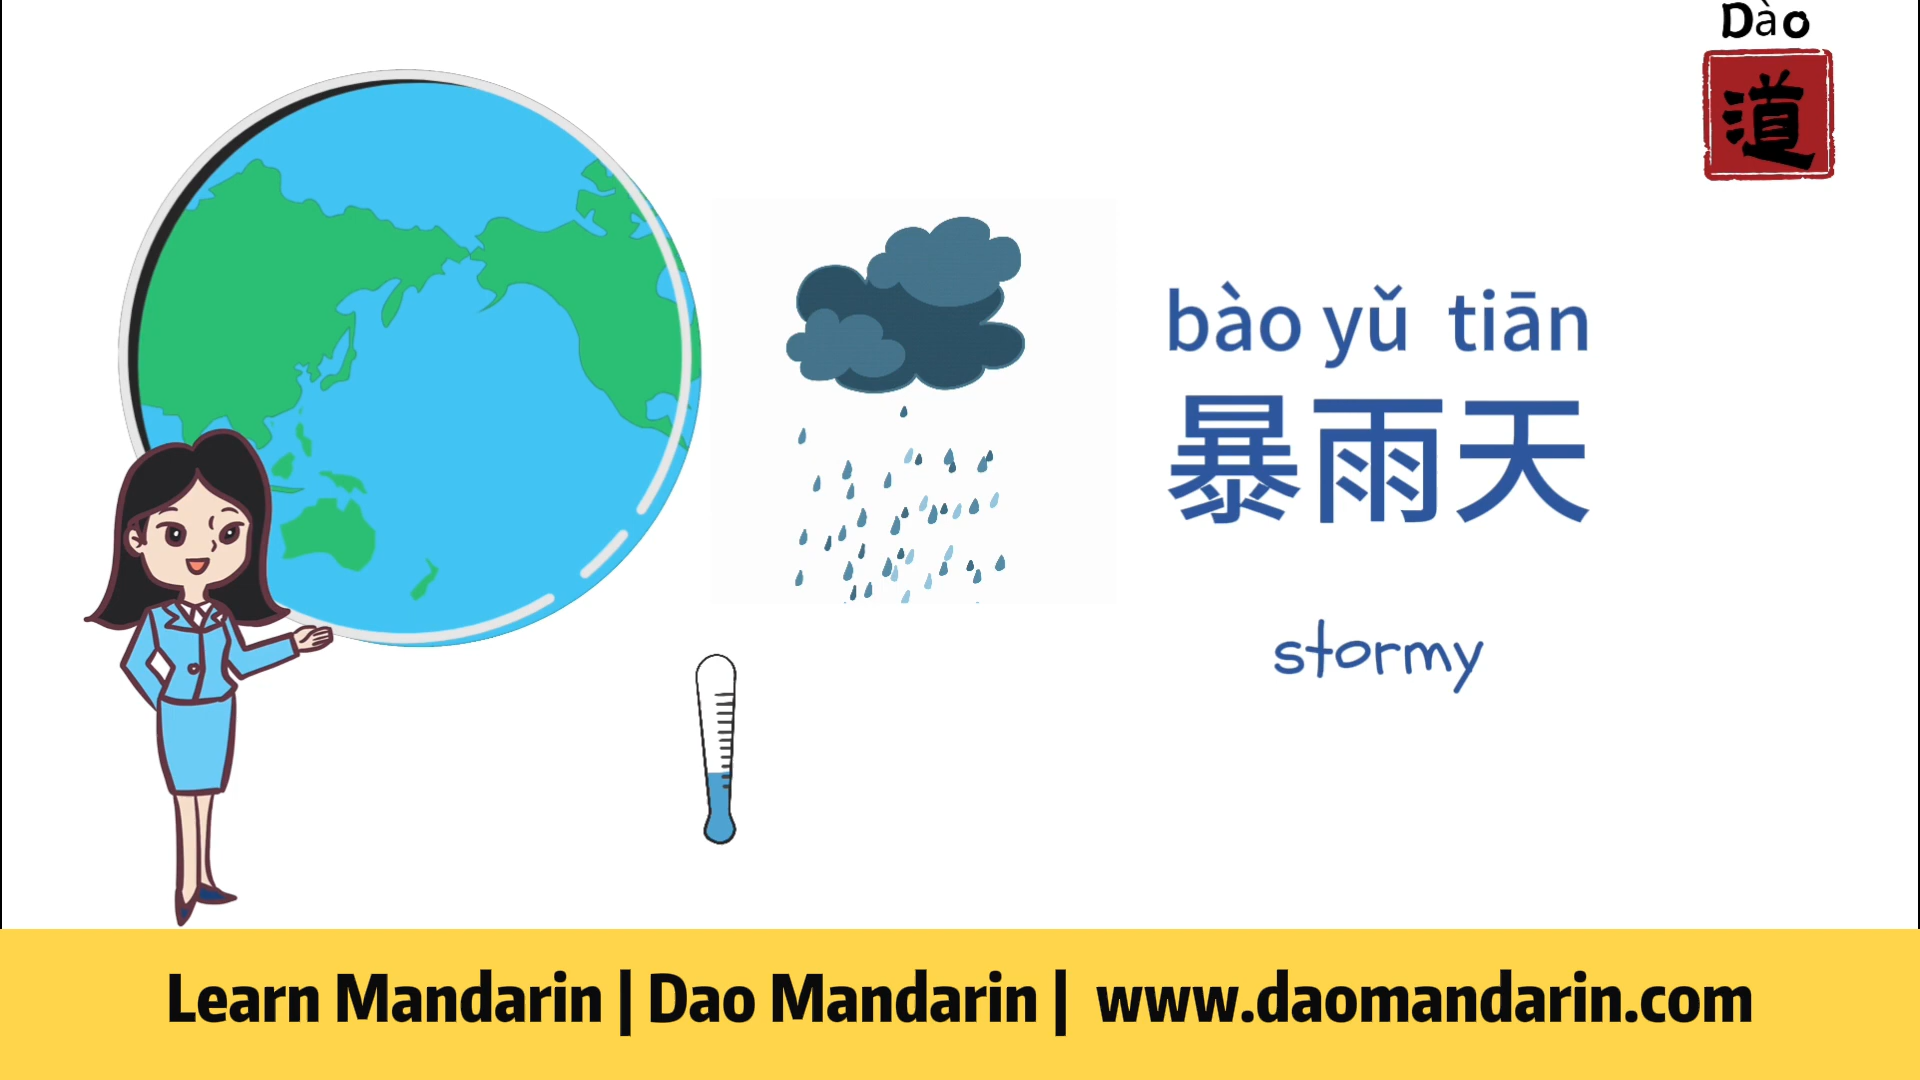 Dào
道
bào yǔ tiān
暴雨天
stormy
Learn Mandarin | Dao Mandarin | www.daomandarin.com